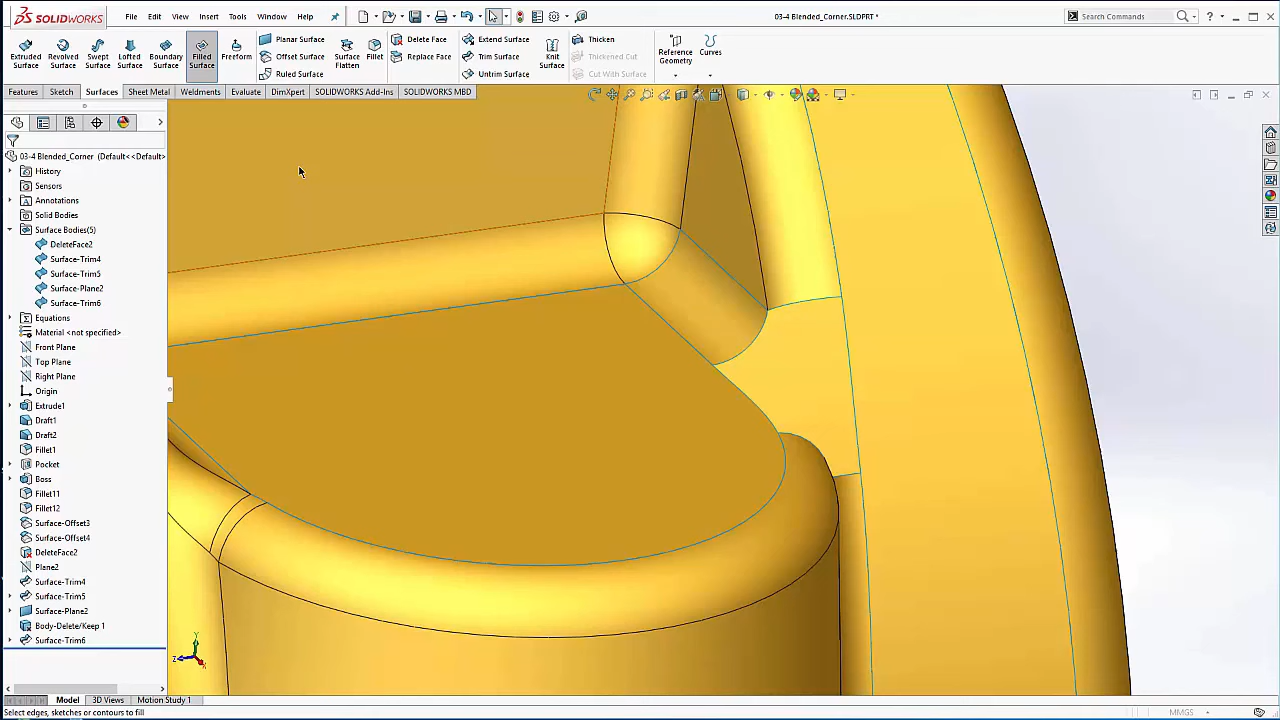 SOLIDWORKS
File Edit View Insert Tools Window Help
03-4 Blended_Corner.SLDPRT *
Search Commands
Extruded Surface
Revolved Surface
Swept Surface
Lofted Surface
Boundary Surface
Filled Surface
Freeform
Planar Surface
Offset Surface
Ruled Surface
Surface Flatten
Fillet
Delete Face
Replace Face
Extend Surface
Trim Surface
Untrim Surface
Knit Surface
Thicken
Thickened Cut
Cut With Surface
Reference Geometry
Curves
Features Sketch Surfaces Sheet Metal Weldments Evaluate DimXpert SOLIDWORKS Add-Ins SOLIDWORKS MBD
03-4 Blended_Corner (Default<<Default>
History
Sensors
Annotations
Solid Bodies
Surface Bodies(5)
DeleteFace2
Surface-Trim4
Surface-Trim5
Surface-Plane2
Surface-Trim6
Equations
Material <not specified>
Front Plane
Top Plane
Right Plane
Origin
Extrude1
Draft1
Draft2
Fillet1
Pocket
Boss
Fillet11
Fillet12
Surface-Offset3
Surface-Offset4
DeleteFace2
Plane2
Surface-Trim4
Surface-Trim5
Surface-Plane2
Body-Delete/Keep 1
Surface-Trim6
Y
Z
X
Model 3D Views Motion Study 1
Select edges, sketches or contours to fill
MMGS